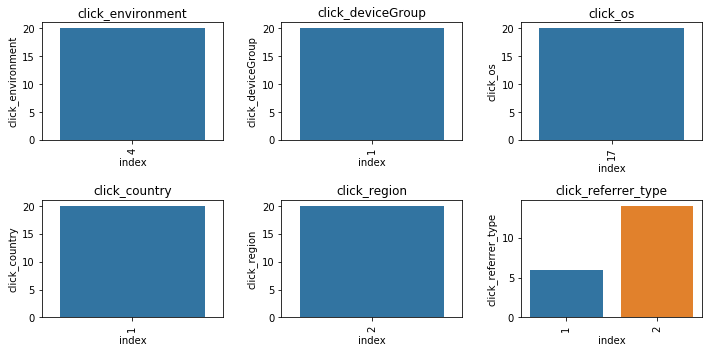 click_environment
click_environment
20
15
10
5
0
4
index
click_deviceGroup
click_deviceGroup
20
15
10
5
0
1
index
click_os
click_os
20
15
10
5
0
17
index
click_country
click_country
20
15
10
5
0
1
index
click_region
click_region
20
15
10
5
0
2
index
click_referrer_type
click_referrer_type
10
5
0
1
2
index